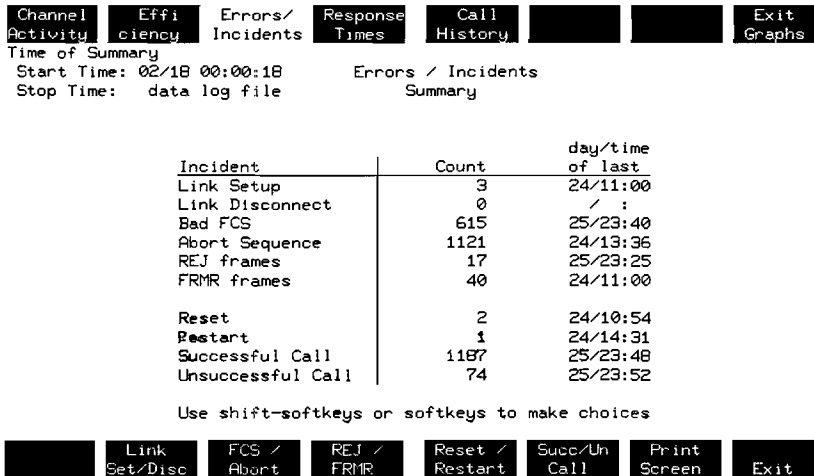 Channel Activity
Effi ciency
Errors/ Incidents
Response Times
Call History
Exit Graphs
Time of Summary
Start Time: 02/18 00:00:18
Errors / Incidents
Stop Time: data log file
Summary
day/time
Incident Count of last
Link Setup 3 24/11:00
Link Disconnect 0 / :
Bad FCS 615 25/23:40
Abort Sequence 1121 24/13:36
REJ frames 17 25/23:25
FRMR frames 40 24/11:00
Reset 2 24/10:54
Restart 1 24/14:31
Successful Call 1187 25/23:48
Unsuccessful Call 74 25/23:52
Use shift-softkeys or softkeys to make choices
Link Set/Disc
FCS / Abort
REJ / FRMR
Reset / Restart
Succ/Un Call
Print Screen
Exit